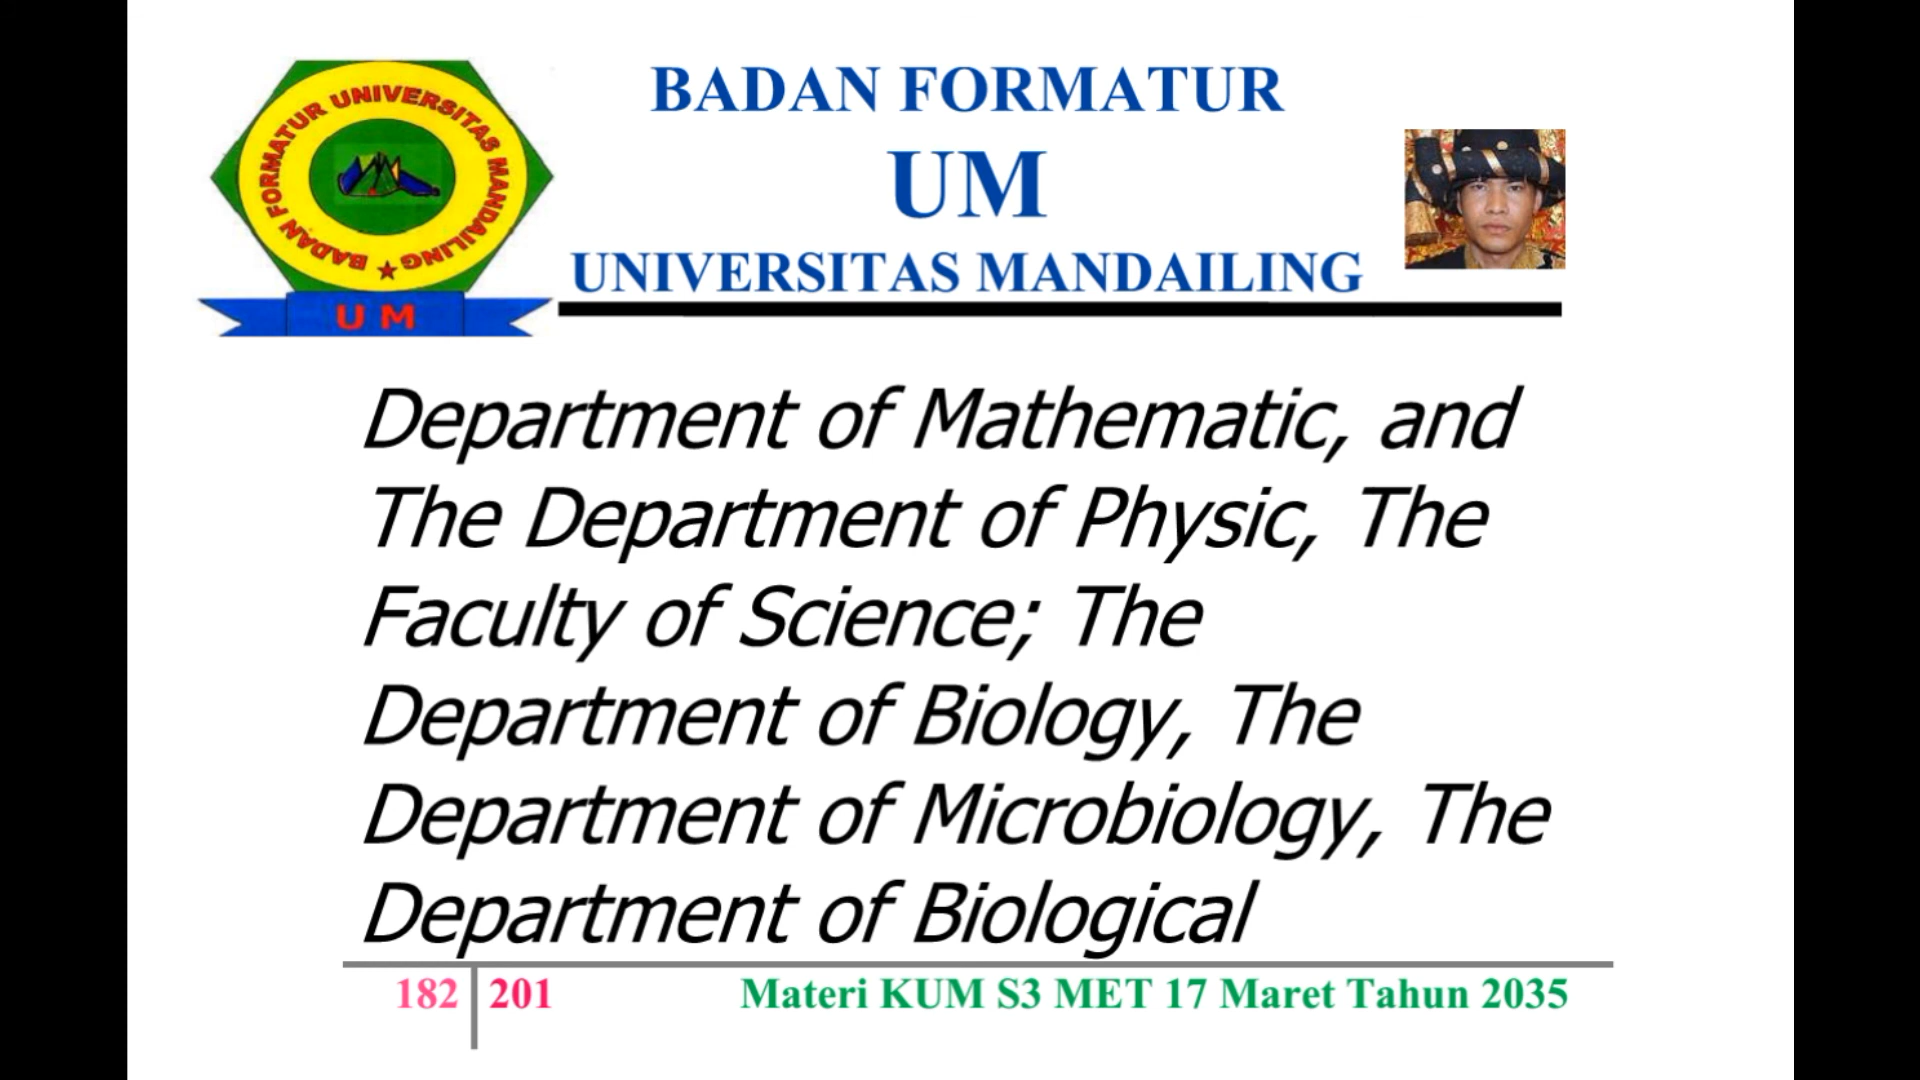 BADAN FORMATUR UNIVERSITAS MANDAILING
UM
BADAN FORMATUR
UM
UNIVERSITAS MANDAILING
Department of Mathematic, and
The Department of Physic, The
Faculty of Science; The
Department of Biology, The
Department of Microbiology, The
Department of Biological
182 201 Materi KUM S3 MET 17 Maret Tahun 2035